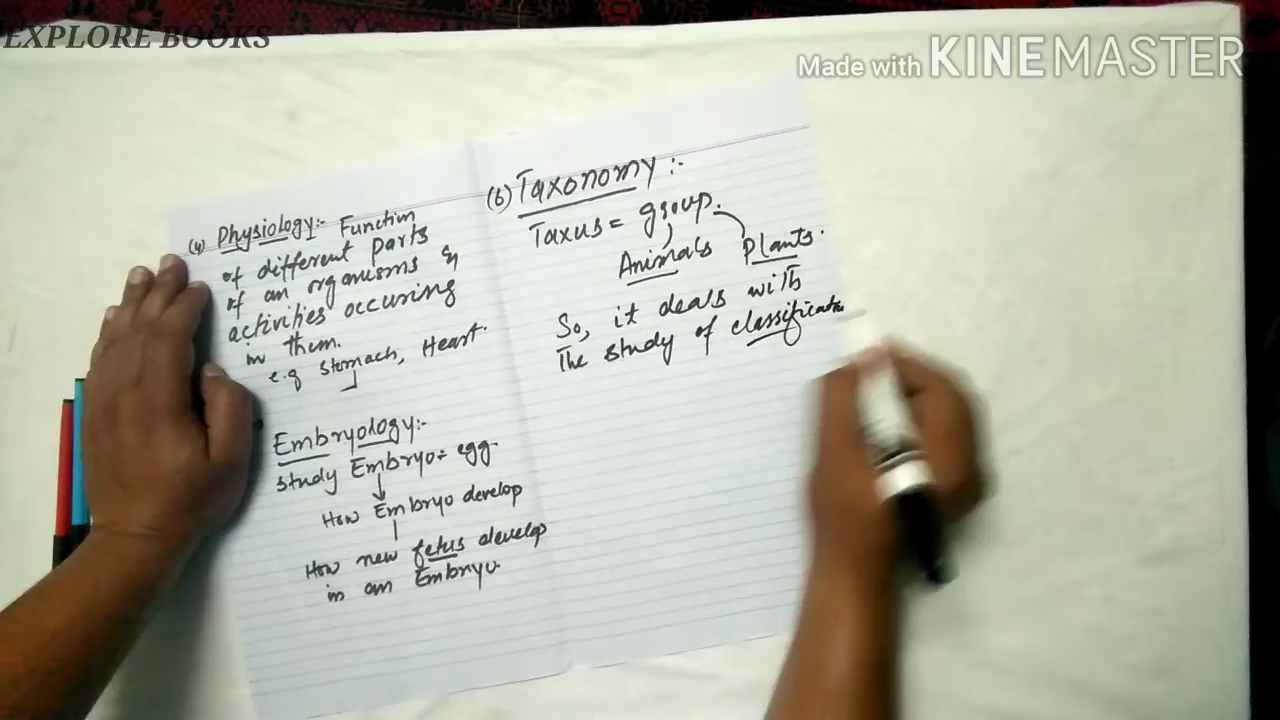 EXPLORE BOOKS
Made with KINEMASTER
(4) Physiology:- Function
of different parts
of an organisms &
activities occuring
in them.
e.g stomach, Heart.
Embryology:-
study Embryo= egg.
How Embryo develop
How new fetus develop
in an Embryo.
(6) Taxonomy:-
Taxus = group.
Animals Plants.
So, it deals with
The study of classification